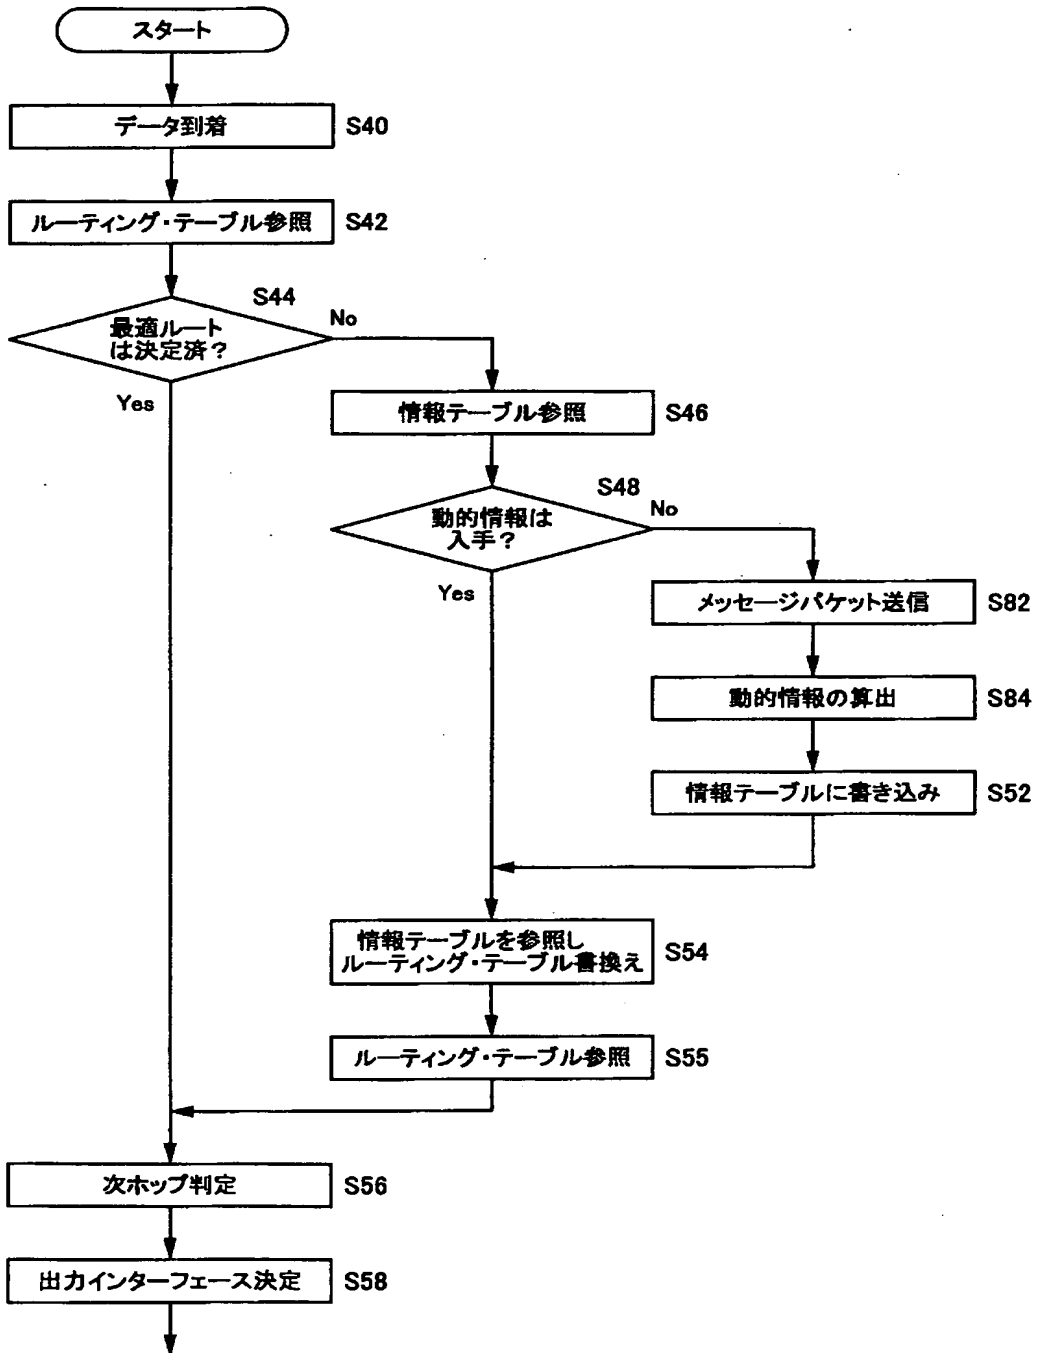 スタート
データ到着 S40
ルーティング・テーブル参照 S42
S44
最適ルート
は決定済？
No
Yes
情報テーブル参照 S46
S48
動的情報は
入手？
No
Yes
メッセージパケット送信 S82
動的情報の算出 S84
情報テーブルに書き込み S52
情報テーブルを参照し
ルーティング・テーブル書換え S54
ルーティング・テーブル参照 S55
次ホップ判定 S56
出力インターフェース決定 S58